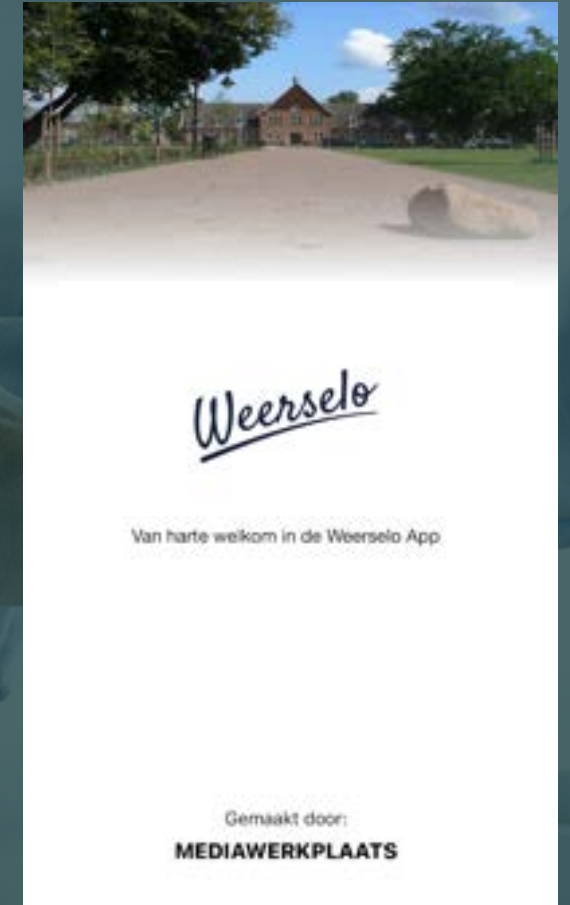 Weerselo
Van harte welkom in de Weerselo App
Gemaakt door:
MEDIAWERKPLAATS